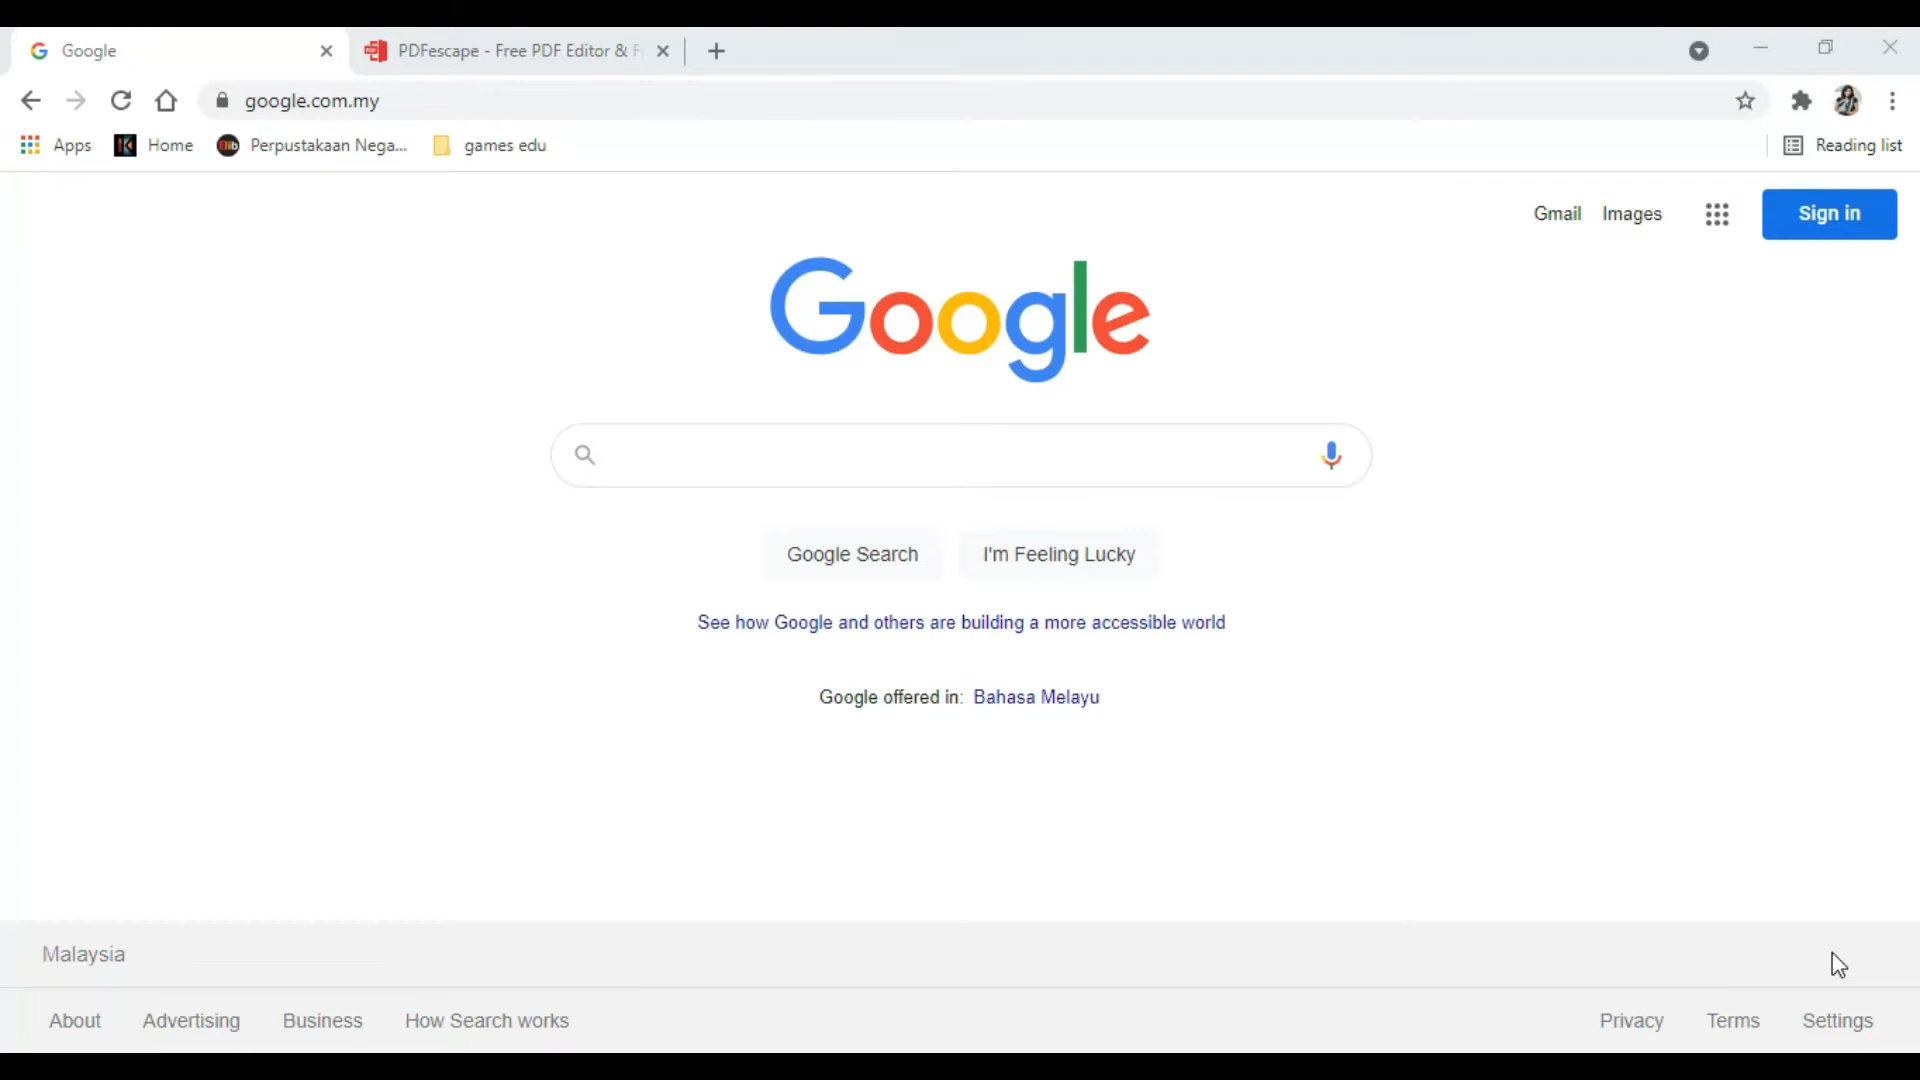 Google
PDFescape - Free PDF Editor & F
google.com.my
Apps
Home
Perpustakaan Nega...
games edu
Reading list
Gmail
Images
Sign in
Google
Google Search
I'm Feeling Lucky
See how Google and others are building a more accessible world
Google offered in: Bahasa Melayu
Malaysia
About
Advertising
Business
How Search works
Privacy
Terms
Settings